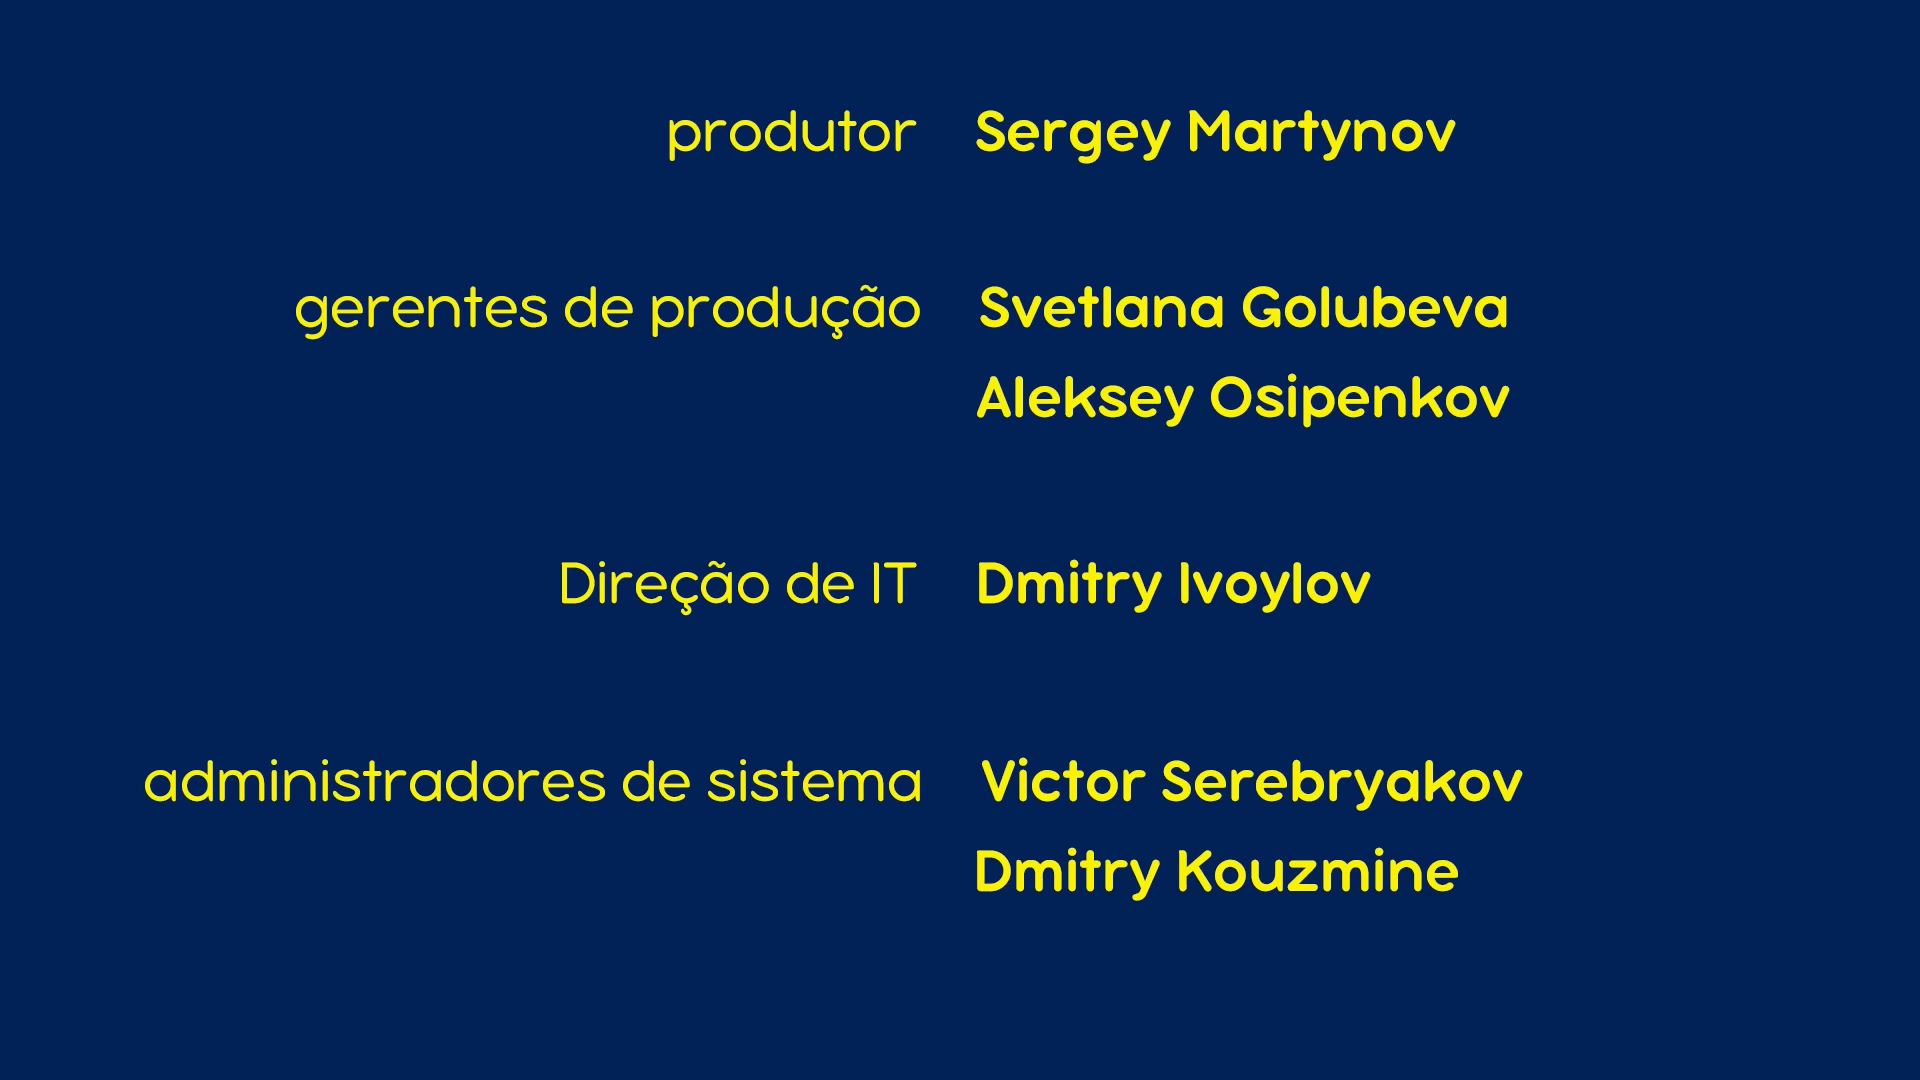 produtor Sergey Martynov
gerentes de produção Svetlana Golubeva
Aleksey Osipenkov
Direção de IT Dmitry Ivoylov
administradores de sistema Victor Serebryakov
Dmitry Kouzmine